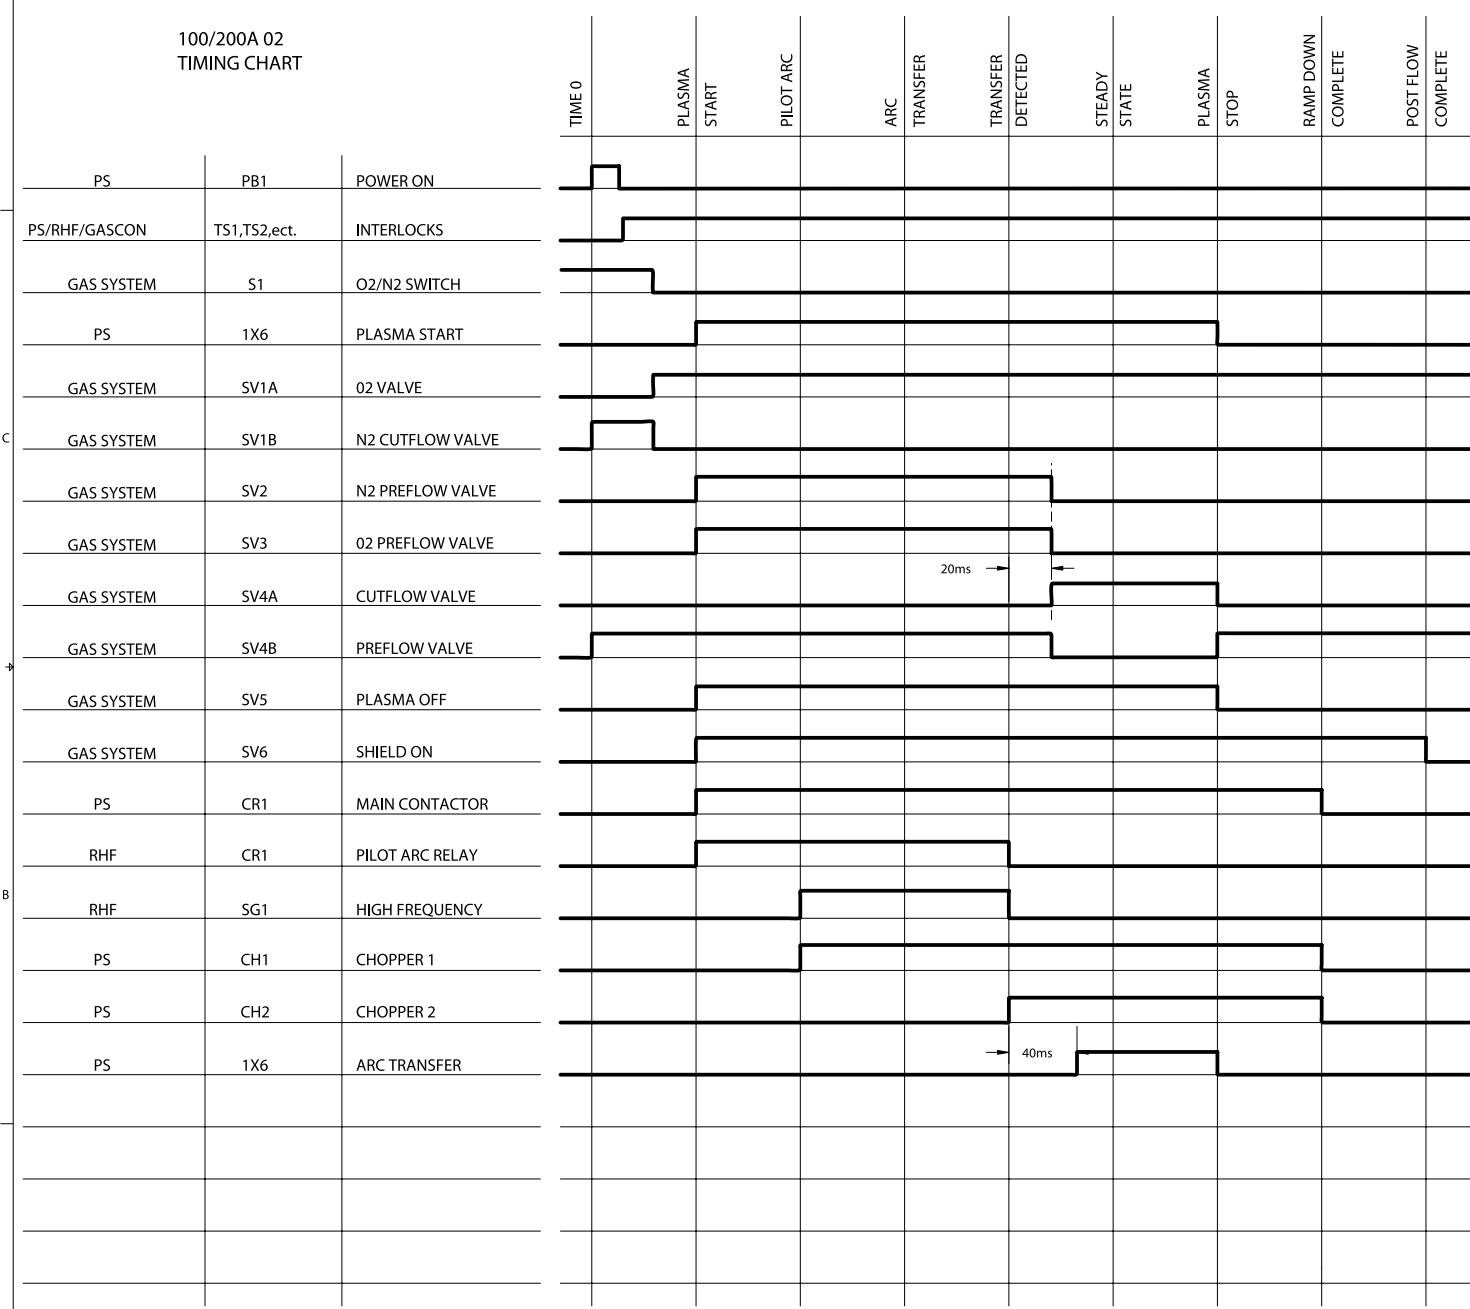 100/200A 02
TIMING CHART
TIME 0
PLASMA
START
PILOT ARC
ARC
TRANSFER
TRANSFER
DETECTED
STEADY
STATE
PLASMA
STOP
RAMP DOWN
COMPLETE
POST FLOW
COMPLETE
PS PB1 POWER ON
PS/RHF/GASCON TS1,TS2,ect. INTERLOCKS
GAS SYSTEM S1 O2/N2 SWITCH
PS 1X6 PLASMA START
GAS SYSTEM SV1A 02 VALVE
C
GAS SYSTEM SV1B N2 CUTFLOW VALVE
GAS SYSTEM SV2 N2 PREFLOW VALVE
GAS SYSTEM SV3 02 PREFLOW VALVE
20ms
GAS SYSTEM SV4A CUTFLOW VALVE
GAS SYSTEM SV4B PREFLOW VALVE
GAS SYSTEM SV5 PLASMA OFF
GAS SYSTEM SV6 SHIELD ON
PS CR1 MAIN CONTACTOR
RHF CR1 PILOT ARC RELAY
B
RHF SG1 HIGH FREQUENCY
PS CH1 CHOPPER 1
PS CH2 CHOPPER 2
40ms
PS 1X6 ARC TRANSFER